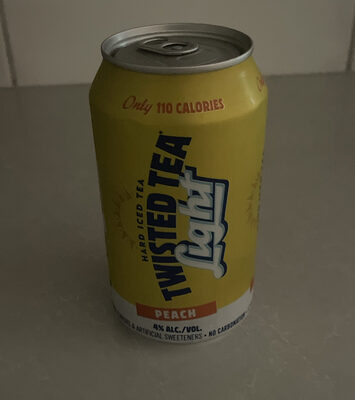 Only 110 CALORIES
HARD ICED TEA
TWISTED TEA
Light
PEACH
4% ALC./VOL.
& ARTIFICIAL SWEETENERS • NO CARBONATION